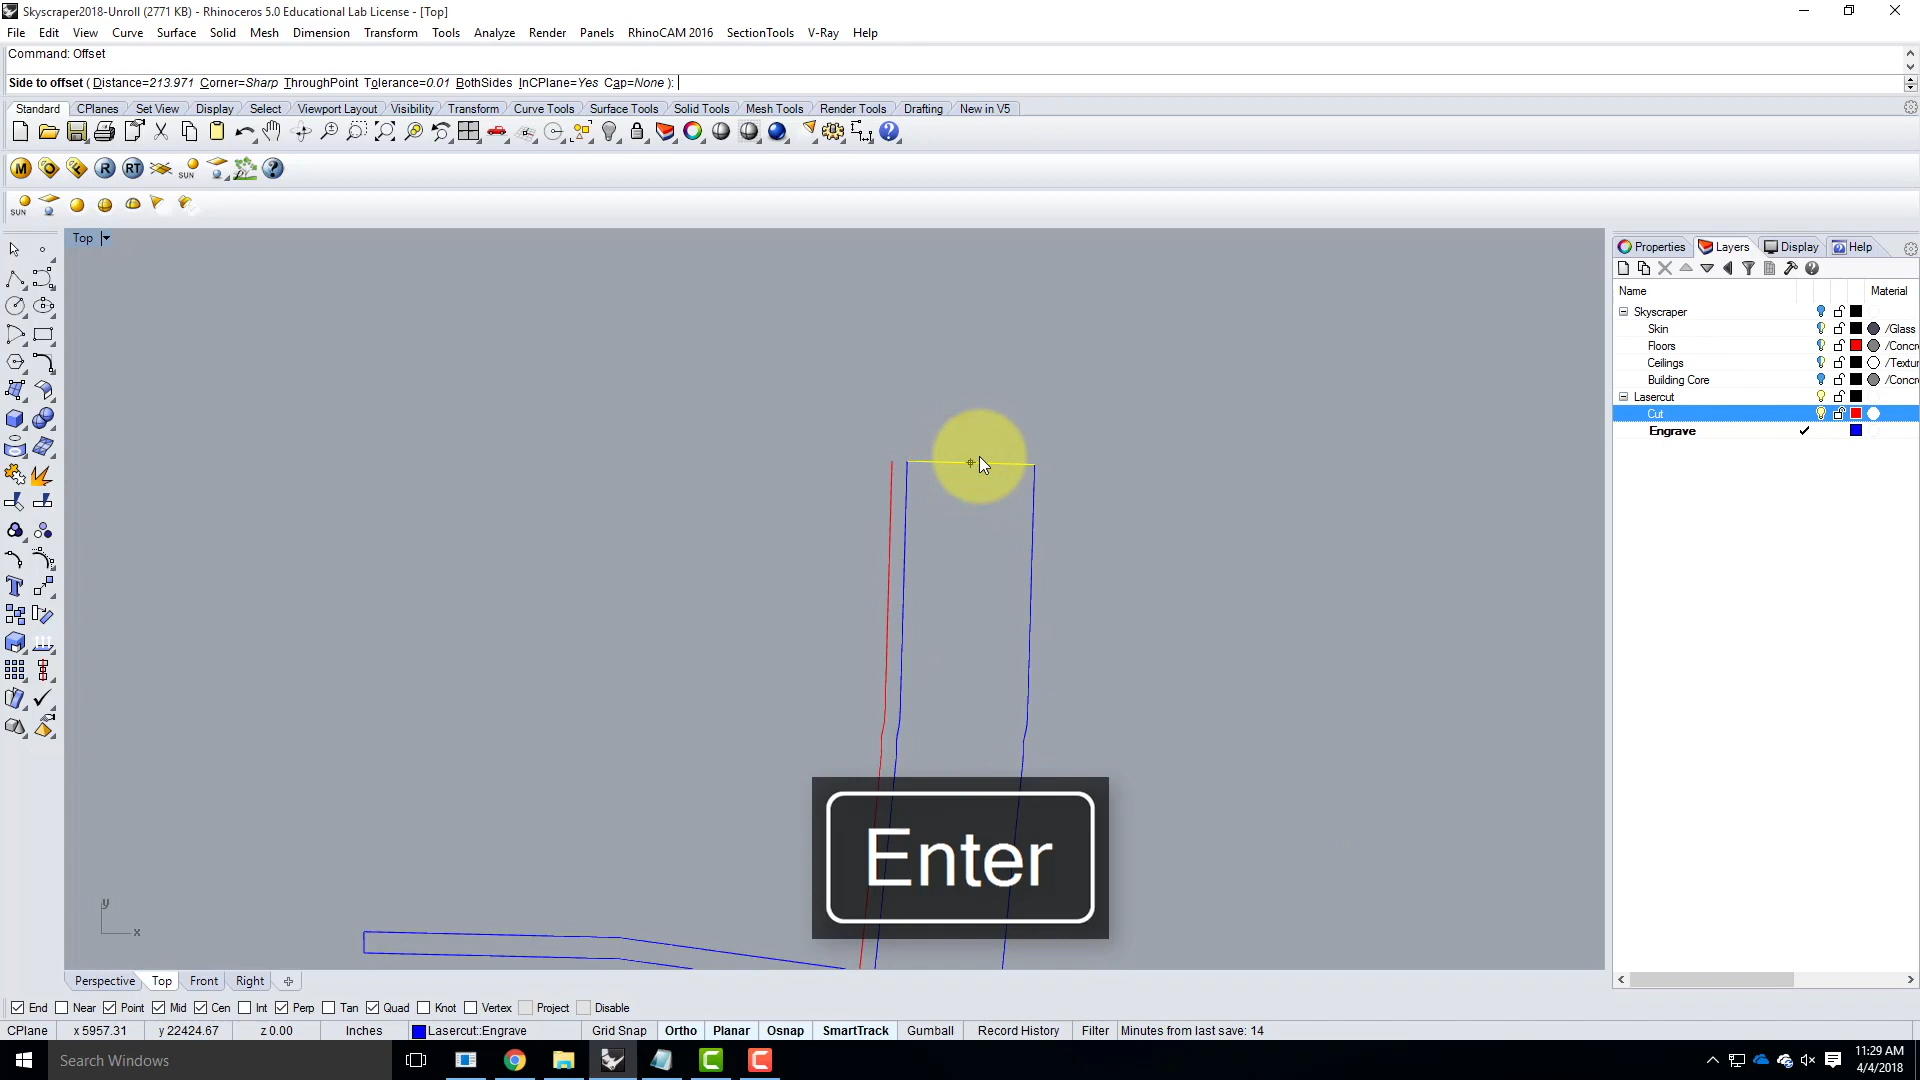 Skyscraper2018-Unroll (2771 KB) - Rhinoceros 5.0 Educational Lab License - [Top]
File Edit View Curve Surface Solid Mesh Dimension Transform Tools Analyze Render Panels RhinoCAM 2016 SectionTools V-Ray Help
Command: Offset
Side to offset ( Distance=213.971 Corner=Sharp ThroughPoint Tolerance=0.01 BothSides InCPlane=Yes Cap=None ):
Standard CPlanes Set View Display Select Viewport Layout Visibility Transform Curve Tools Surface Tools Solid Tools Mesh Tools Render Tools Drafting New in V5
M O F R RT SUN
SUN
Top
Properties Layers Display Help
Name Material
Skyscraper
Skin /Glass
Floors /Concr
Ceilings /Textur
Building Core /Concr
Lasercut
Cut
Engrave
Enter
y
x
Perspective Top Front Right
End Near Point Mid Cen Int Perp Tan Quad Knot Vertex Project Disable
CPlane x 5957.31 y 22424.67 z 0.00 Inches Lasercut::Engrave Grid Snap Ortho Planar Osnap SmartTrack Gumball Record History Filter Minutes from last save: 14
Search Windows
11:29 AM
4/4/2018